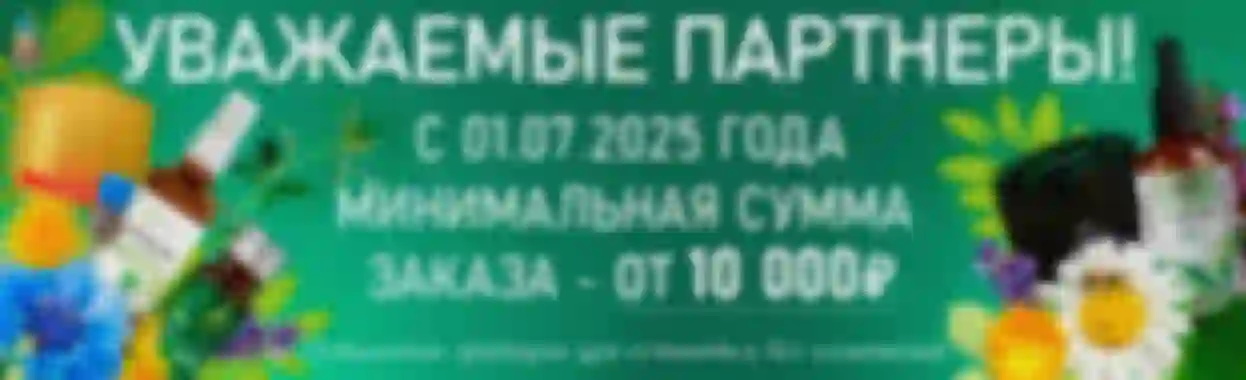 УВАЖАЕМЫЕ ПАРТНЕРЫ!
С 01.07.2025 ГОДА
МИНИМАЛЬНАЯ СУММА
ЗАКАЗА - ОТ 10 000₽